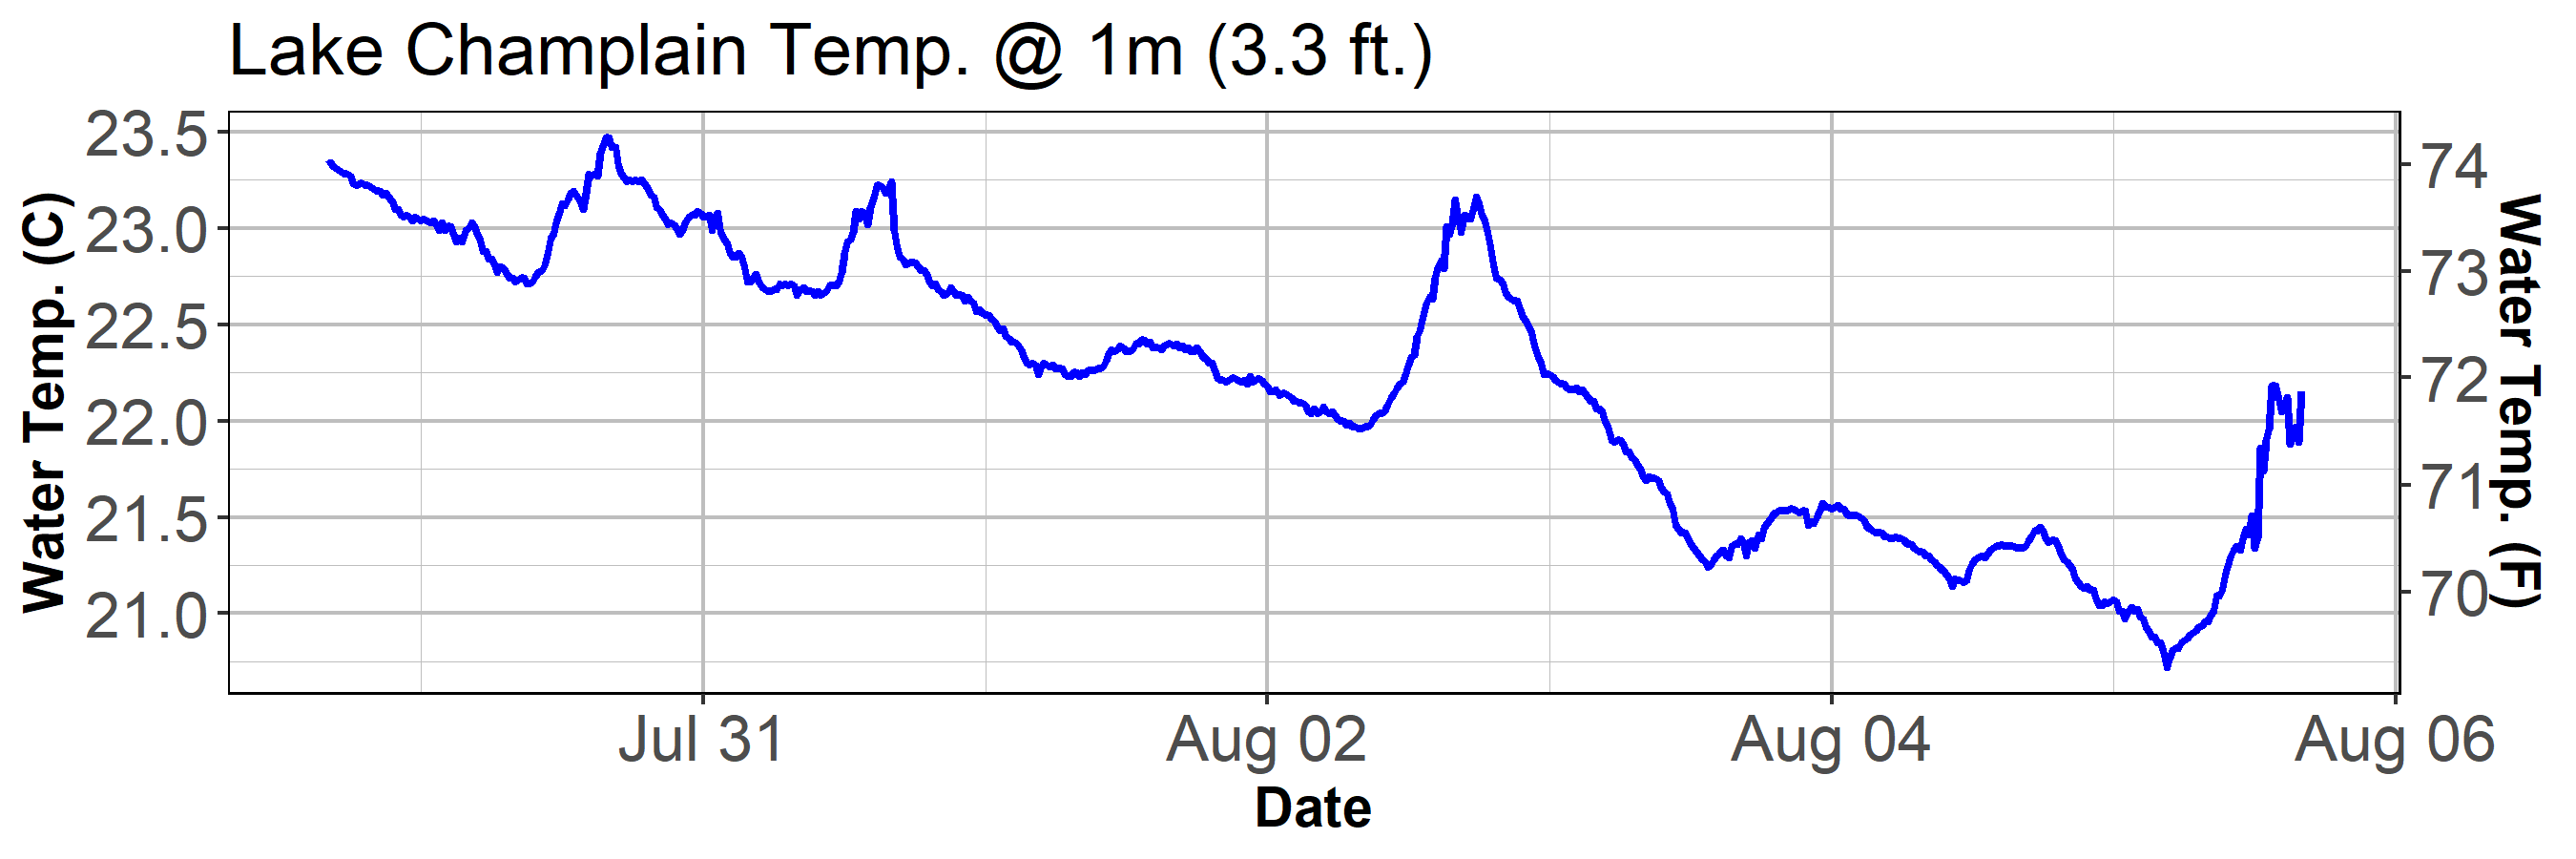 Lake Champlain Temp. @ 1m (3.3 ft.)
Water Temp. (C)
23.5
23.0
22.5
22.0
21.5
21.0
74
73
72
71
70
Water Temp. (F)
Jul 31
Aug 02
Aug 04
Aug 06
Date